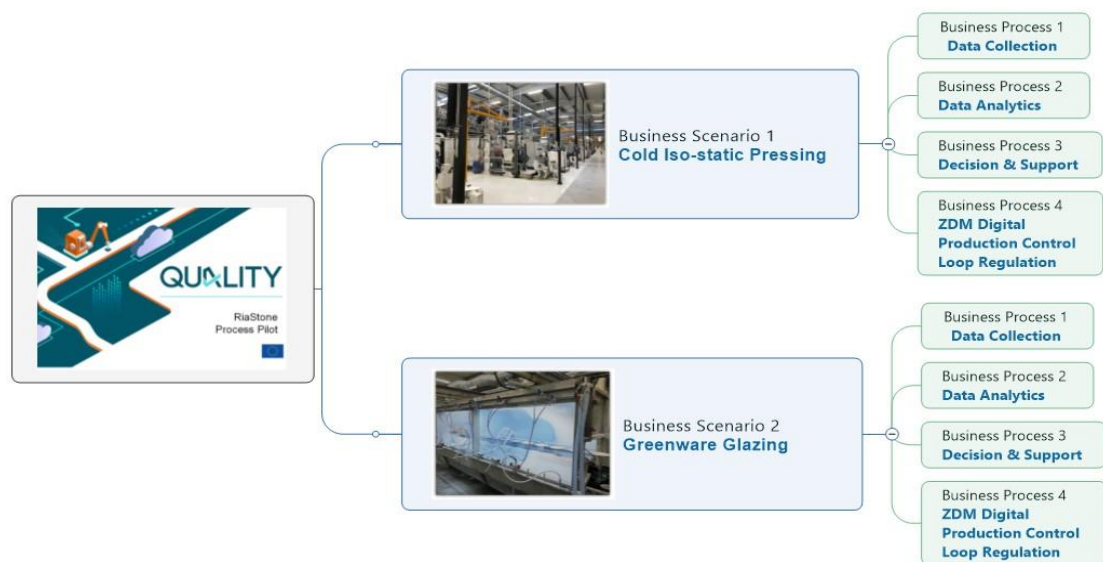 QU
LITY
RiaStone
Process Pilot
Business Scenario 1
Cold Iso-static Pressing
Business Process 1
Data Collection
Business Process 2
Data Analytics
Business Process 3
Decision & Support
Business Process 4
ZDM Digital
Production Control
Loop Regulation
Business Scenario 2
Greenware Glazing
Business Process 1
Data Collection
Business Process 2
Data Analytics
Business Process 3
Decision & Support
Business Process 4
ZDM Digital
Production Control
Loop Regulation